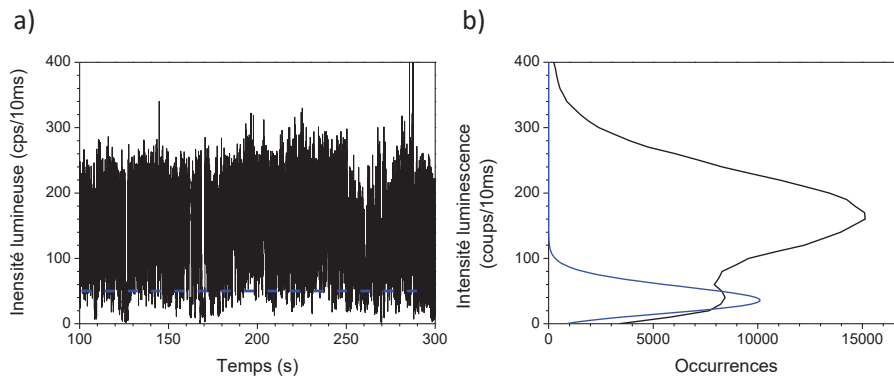 a)
b)
Inensité lumineuse (cps/10ms)
400
300
200
100
0
100
150
200
250
300
Temps (s)
Intensité luminescence
(coups/10ms)
400
300
200
100
0
0
5000
10000
15000
Occurrences